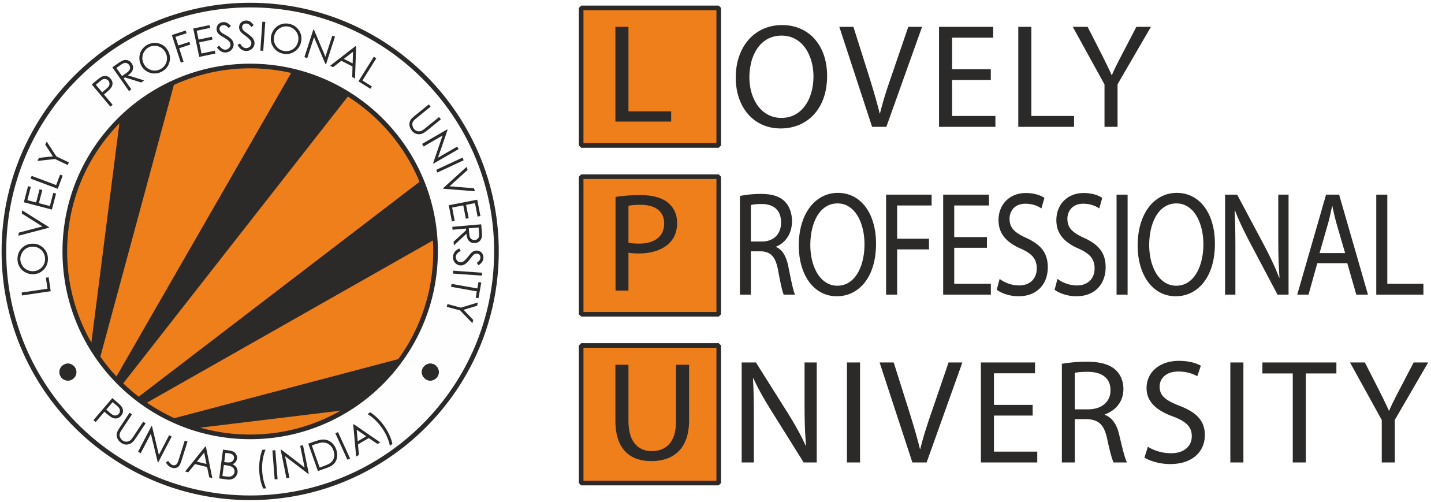 LOVELY PROFESSIONAL UNIVERSITY
PUNJAB (INDIA)
LOVELY
PROFESSIONAL
UNIVERSITY